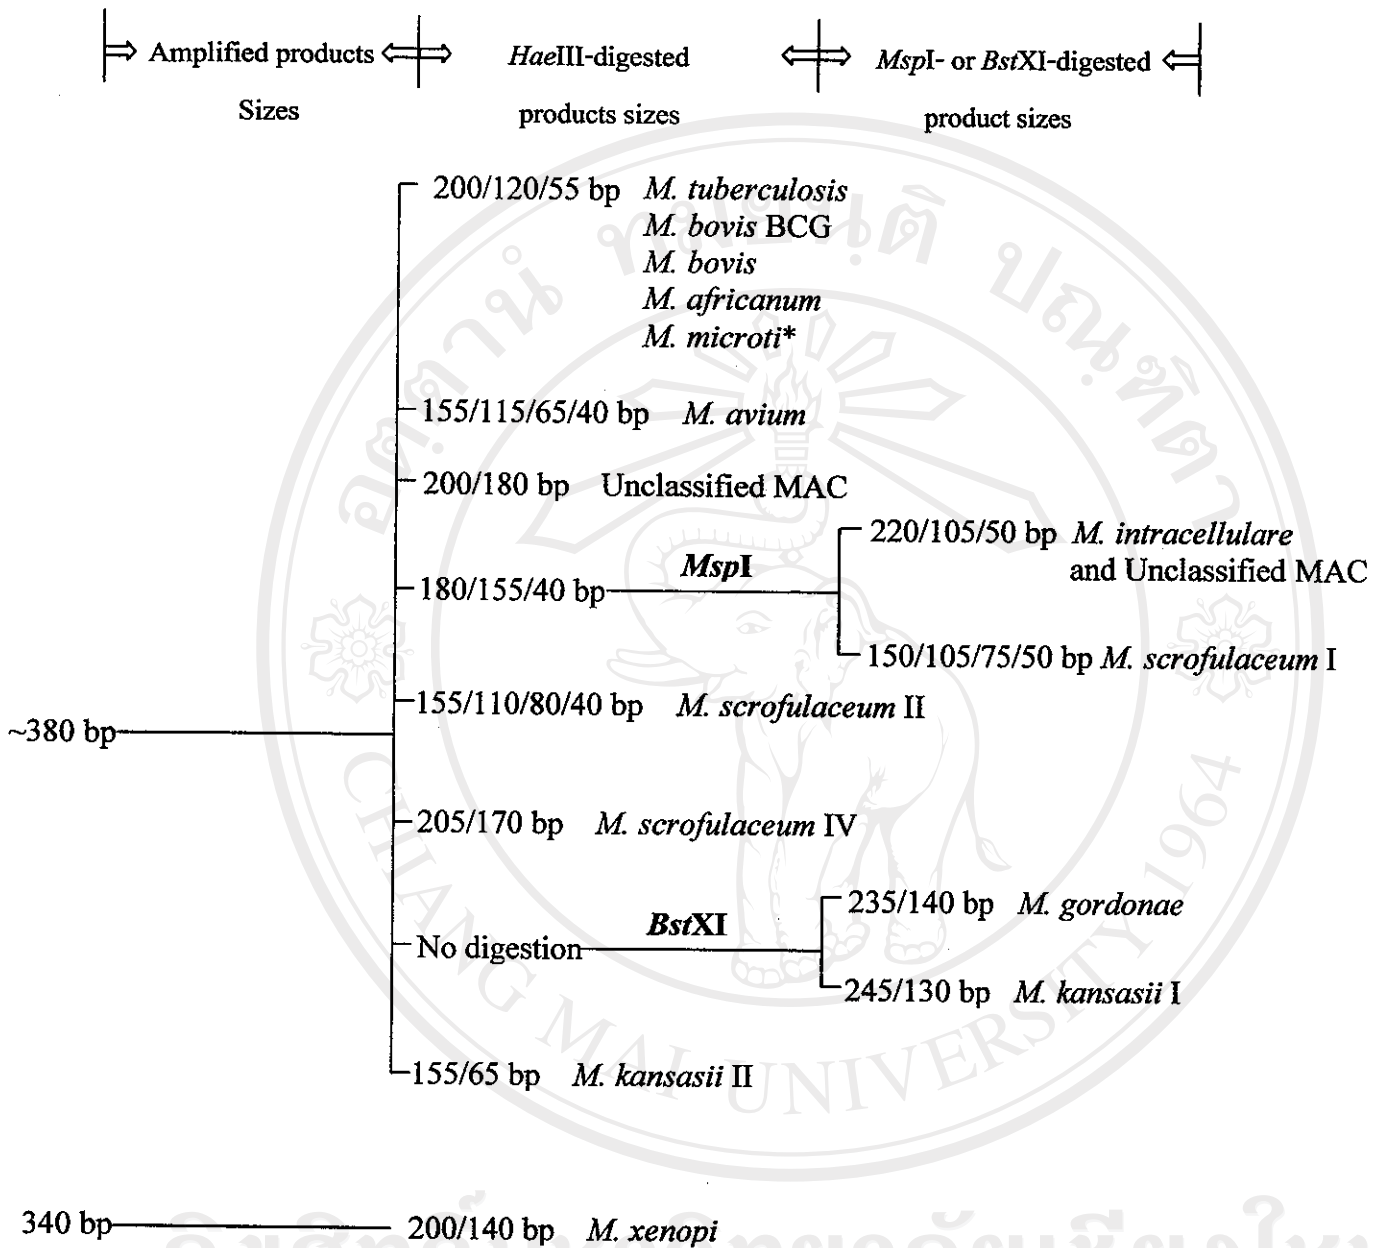 Amplified products
Sizes
HaeIII-digested
products sizes
MspI- or BstXI-digested
product sizes
200/120/55 bp M. tuberculosis
M. bovis BCG
M. bovis
M. africanum
M. microti*
155/115/65/40 bp M. avium
200/180 bp Unclassified MAC
180/155/40 bp
MspI
220/105/50 bp M. intracellulare
and Unclassified MAC
150/105/75/50 bp M. scrofulaceum I
155/110/80/40 bp M. scrofulaceum II
~380 bp
205/170 bp M. scrofulaceum IV
No digestion
BstXI
235/140 bp M. gordonae
245/130 bp M. kansasii I
155/65 bp M. kansasii II
340 bp
200/140 bp M. xenopi
CHIANG MAI UNIVERSITY 1964